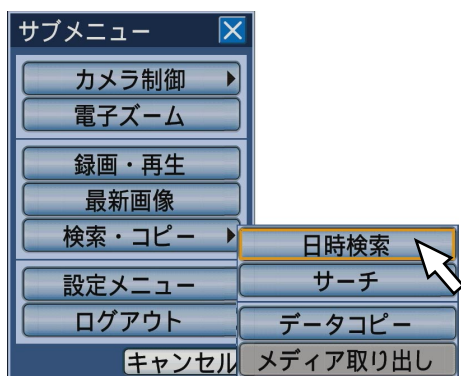 サブメニュー
カメラ制御
電子ズーム
録画・再生
最新画像
検索・コピー
設定メニュー
ログアウト
キャンセル
日時検索
サーチ
データコピー
メディア取り出し